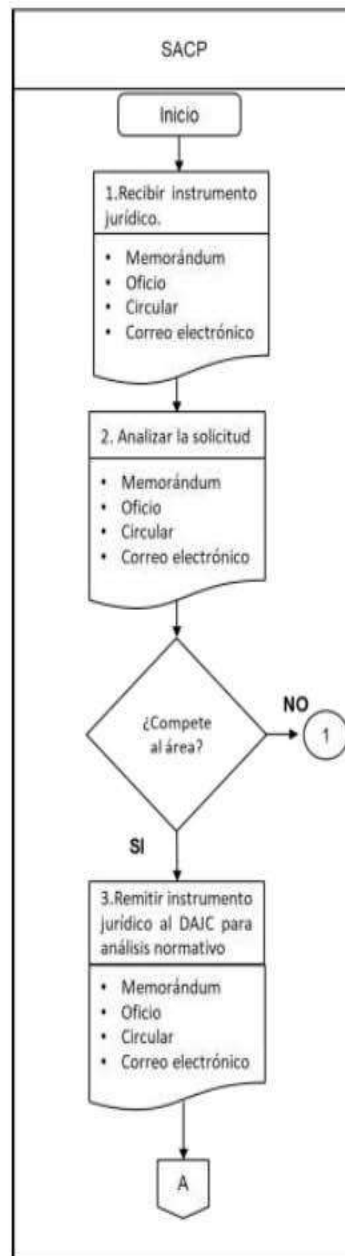 SACP
Inicio
1.Recibir instrumento
jurídico.
• Memorándum
• Oficio
• Circular
• Correo electrónico
2. Analizar la solicitud
• Memorándum
• Oficio
• Circular
• Correo electrónico
¿Compete
al área?
NO
1
SI
3.Remitir instrumento
jurídico al DAJC para
análisis normativo
• Memorándum
• Oficio
• Circular
• Correo electrónico
A